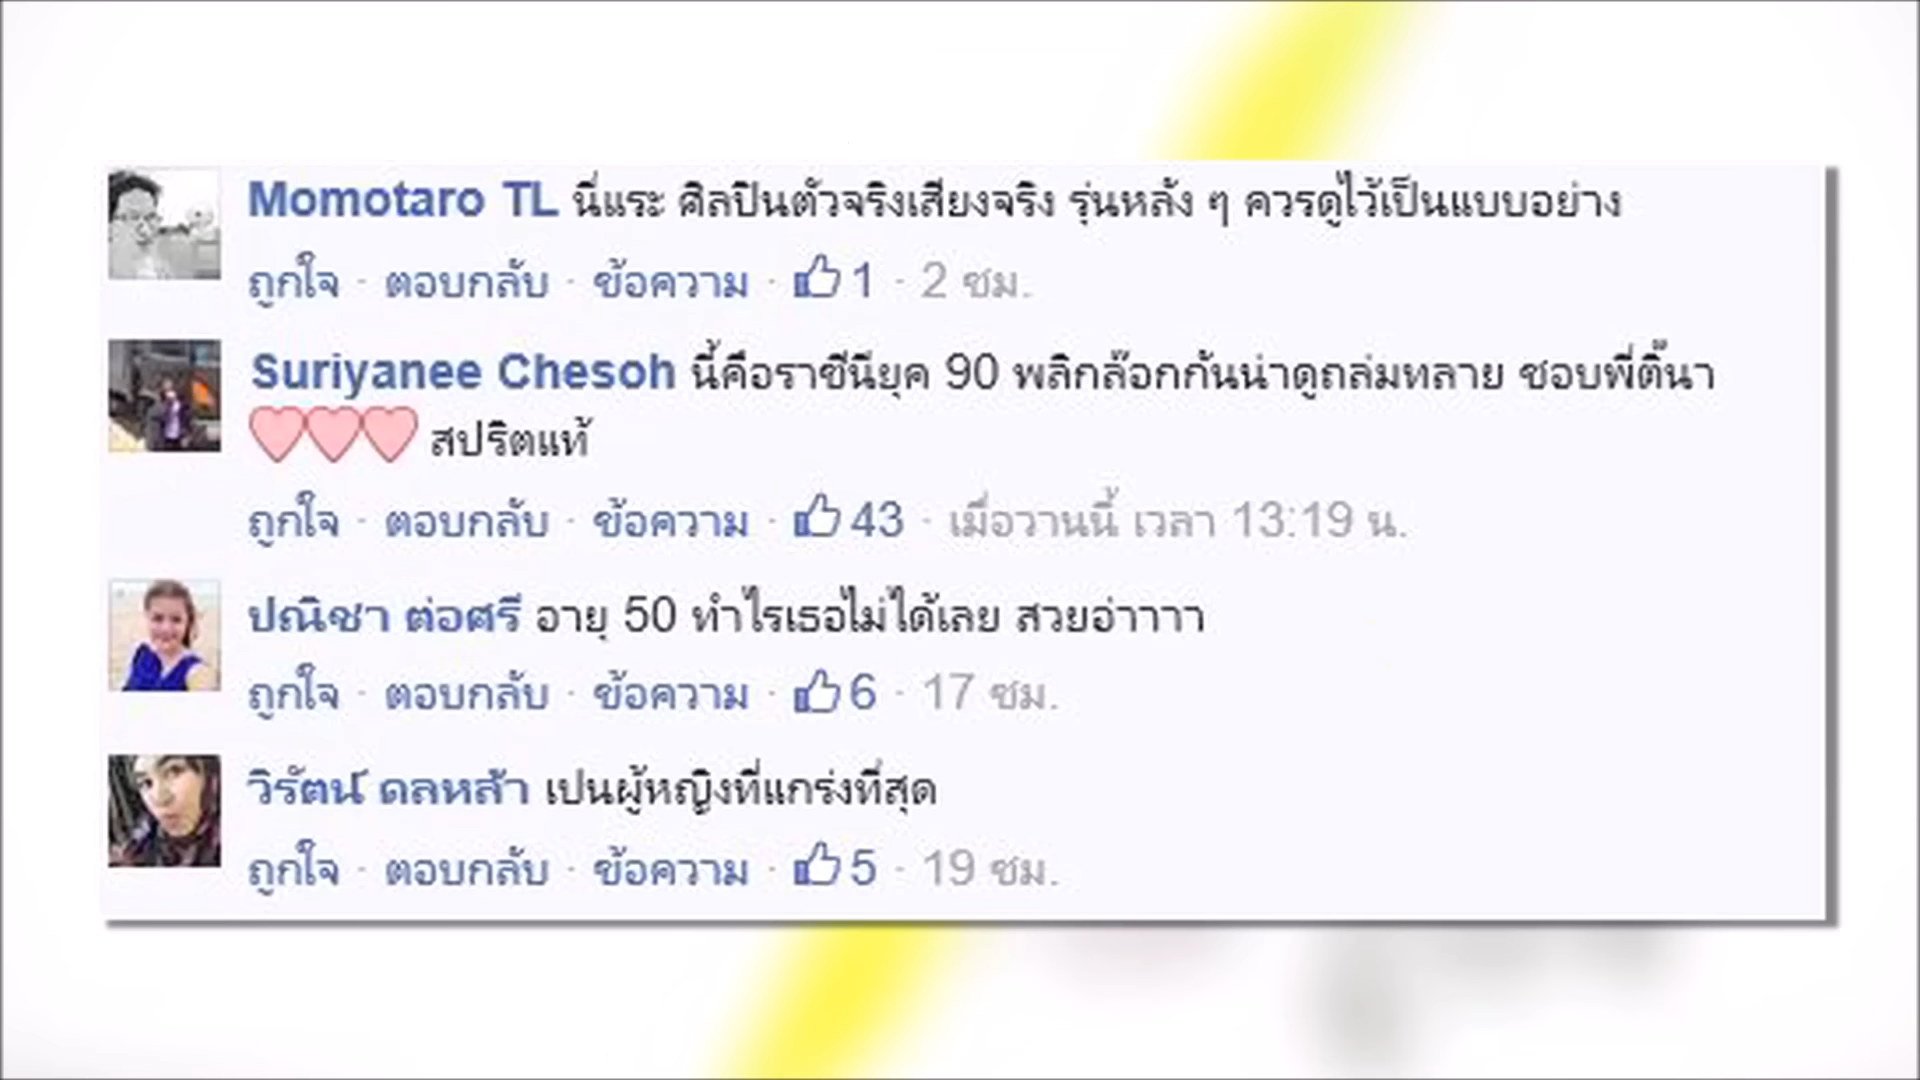 Momotaro TL นี่แระ ศิลปินตัวจริงเสียงจริง รุ่นหลัง ๆ ควรดูไว้เป็นแบบอย่าง
ถูกใจ · ตอบกลับ · ข้อความ · 1 · 2 ชม.
Suriyanee Chesoh นี้คือราชีนียุค 90 พลิกล๊อกกันน่าดูถล่มทลาย ชอบพี่ติ๊นา
สปริตแท้
ถูกใจ · ตอบกลับ · ข้อความ · 43 · เมื่อวานนี้ เวลา 13:19 น.
ปณิชา ต่อศรี อายุ 50 ทำไรเธอไม่ได้เลย สวยอ่าาาา
ถูกใจ · ตอบกลับ · ข้อความ · 6 · 17 ชม.
วิรัตน์ ดลหล้า เปนผู้หญิงที่แกร่งที่สุด
ถูกใจ · ตอบกลับ · ข้อความ · 5 · 19 ชม.